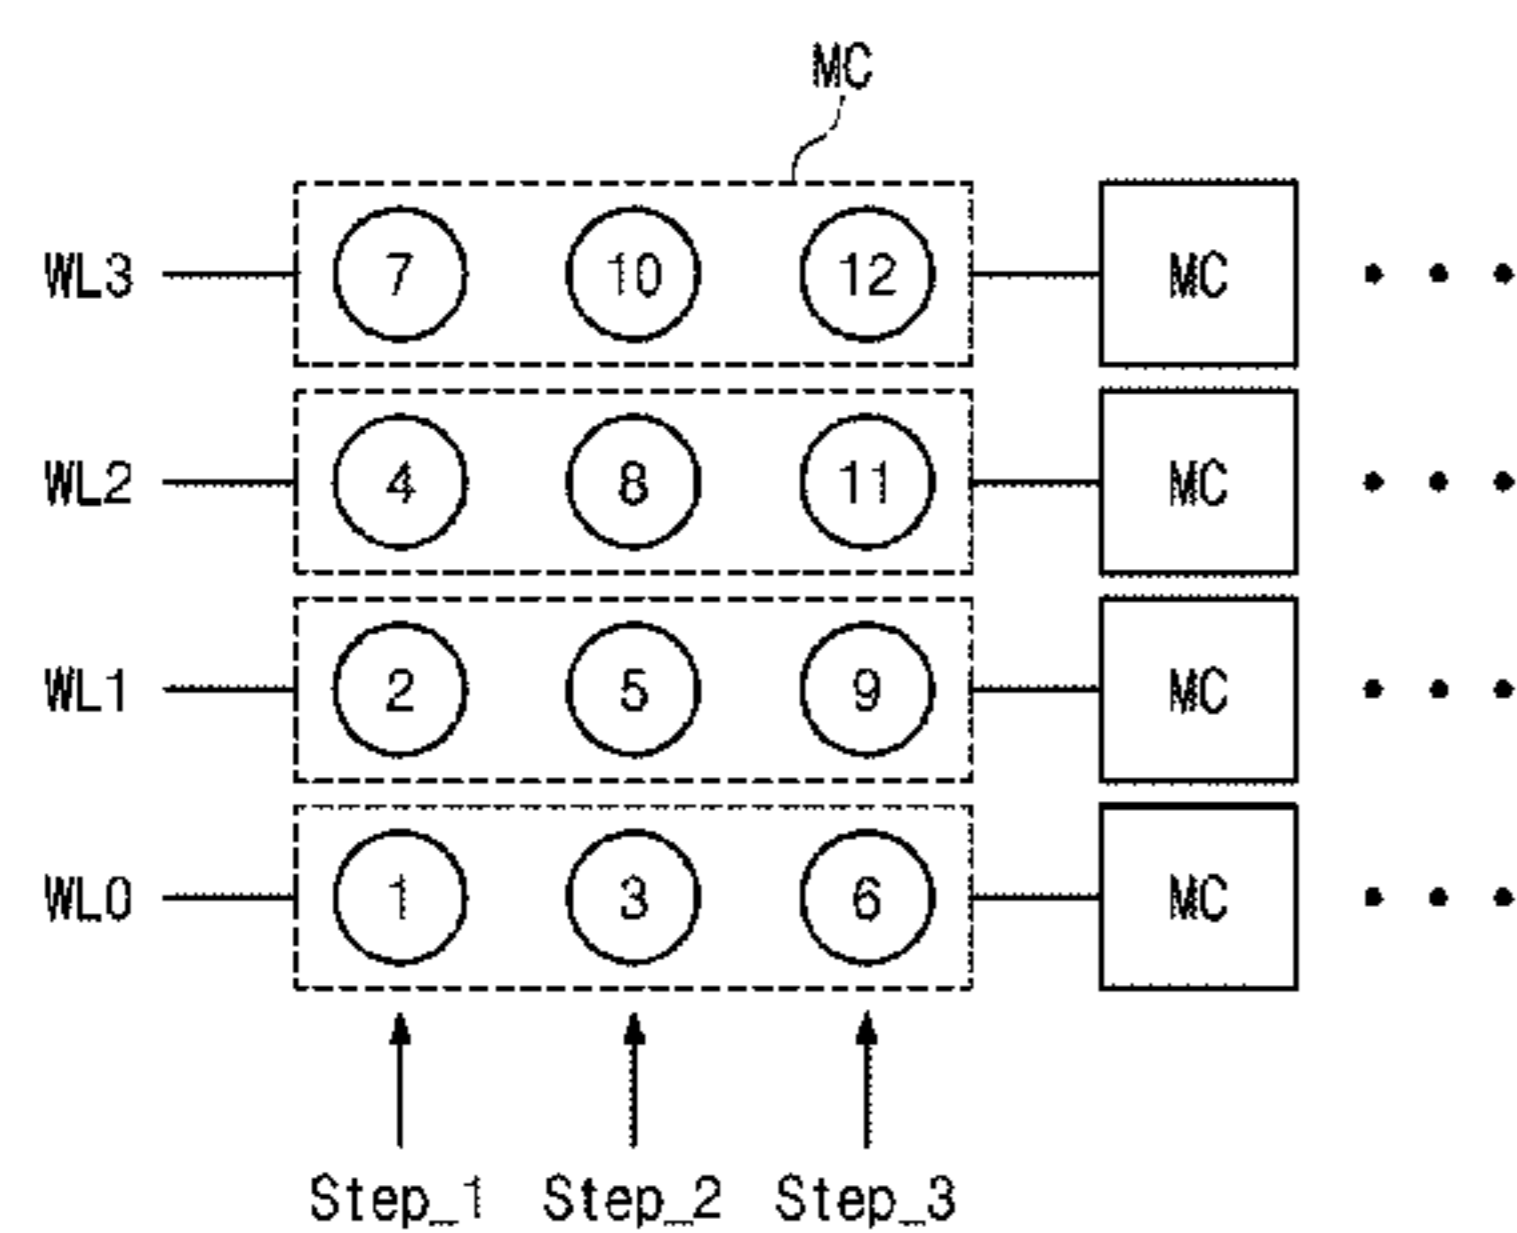 MC
WL3 7 10 12 MC
WL2 4 8 11 MC
WL1 2 5 9 MC
WL0 1 3 6 MC
Step_1 Step_2 Step_3